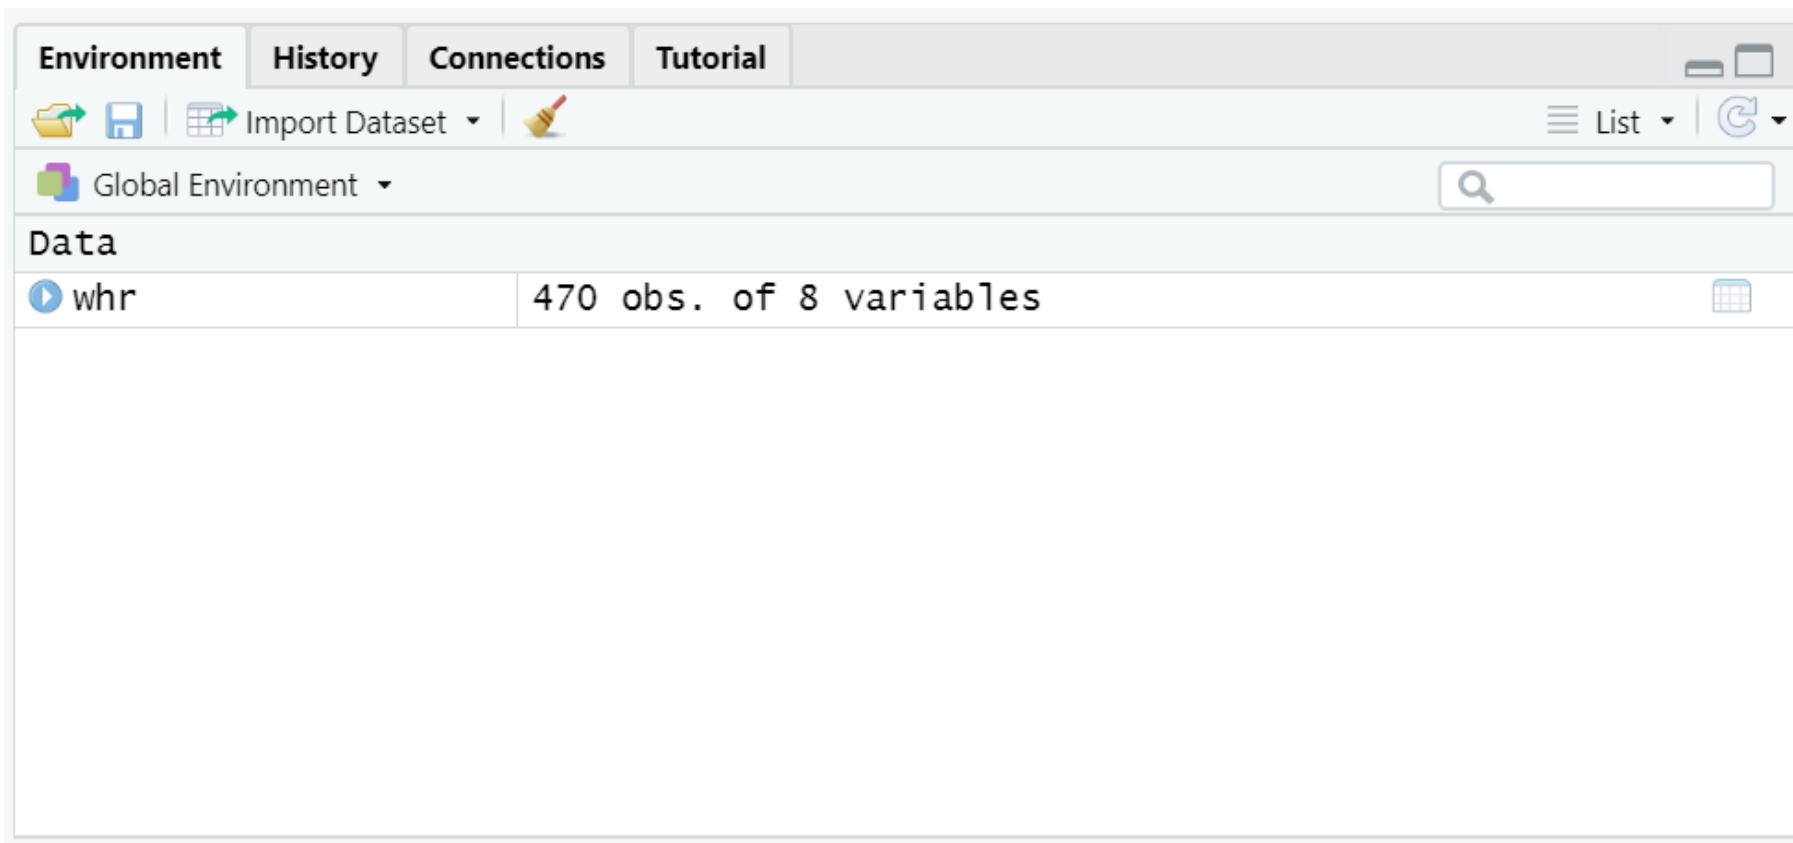 Environment History Connections Tutorial
Import Dataset List
Global Environment
Data
whr 470 obs. of 8 variables